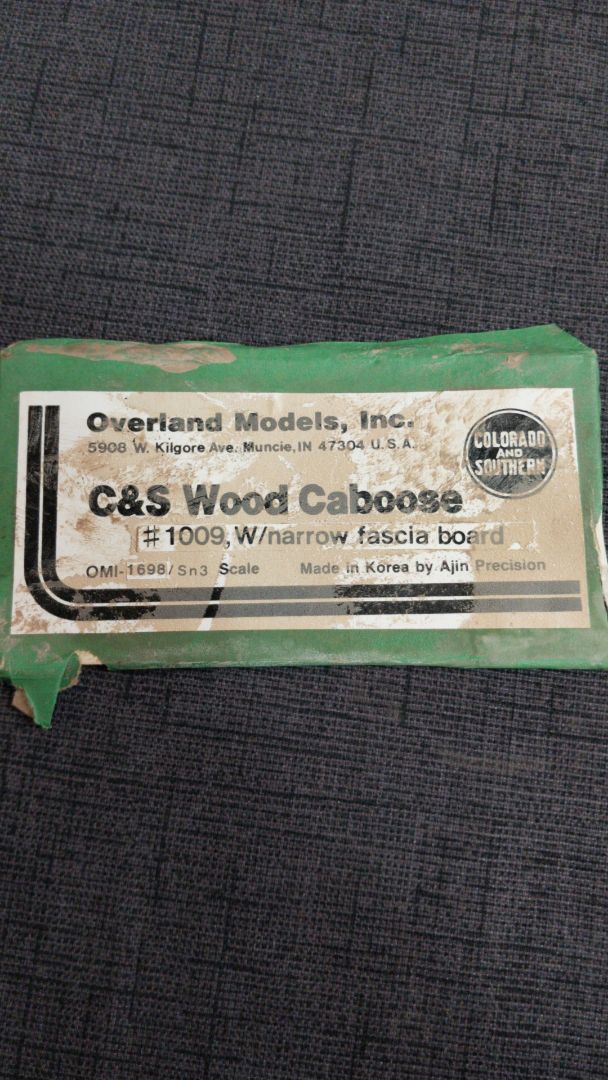 Overland Models, Inc.
5908 W. Kilgore Ave. Muncie, IN 47304 U.S.A.
COLORADO
AND
SOUTHERN
C&S Wood Caboose
#1009, W/narrow fascia board
OMI-1698/Sn3 Scale Made in Korea by Ajin Precision